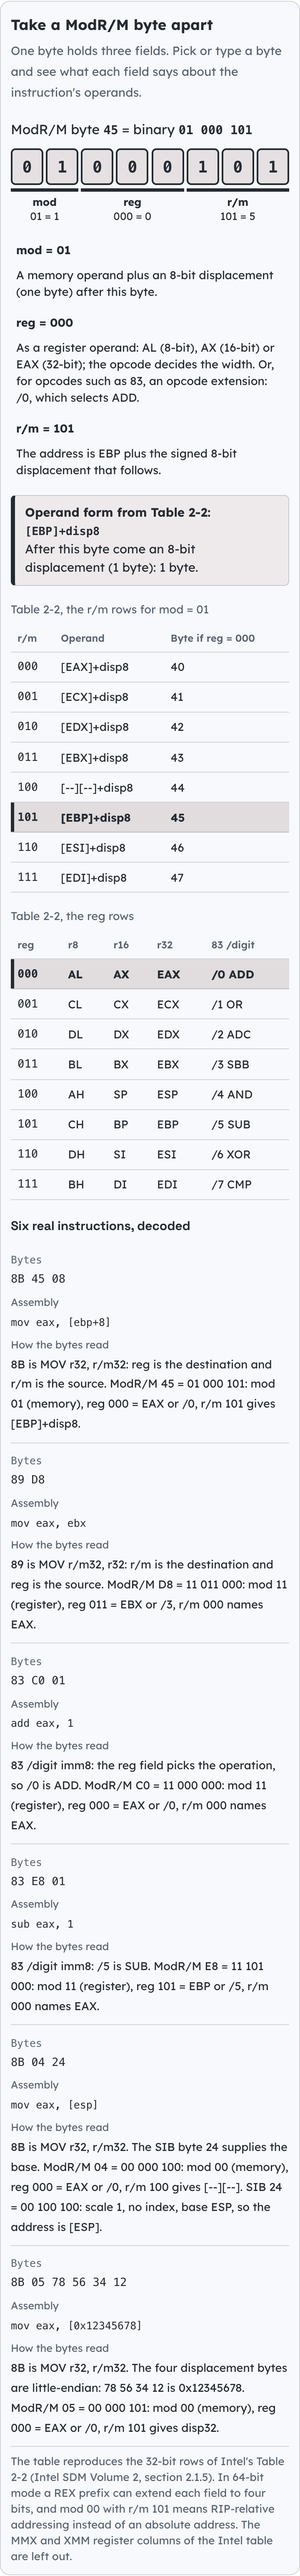 Take a ModR/M byte apart
One byte holds three fields. Pick or type a byte
and see what each field says about the
instruction's operands.
ModR/M byte 45 = binary 01 000 101
0 1 0 0 0 1 0 1
mod reg r/m
01 = 1 000 = 0 101 = 5
mod = 01
A memory operand plus an 8-bit displacement
(one byte) after this byte.
reg = 000
As a register operand: AL (8-bit), AX (16-bit) or
EAX (32-bit); the opcode decides the width. Or,
for opcodes such as 83, an opcode extension:
/0, which selects ADD.
r/m = 101
The address is EBP plus the signed 8-bit
displacement that follows.
Operand form from Table 2-2:
[EBP]+disp8
After this byte come an 8-bit
displacement (1 byte): 1 byte.
Table 2-2, the r/m rows for mod = 01
r/m Operand Byte if reg = 000
000 [EAX]+disp8 40
001 [ECX]+disp8 41
010 [EDX]+disp8 42
011 [EBX]+disp8 43
100 [--][--]+disp8 44
101 [EBP]+disp8 45
110 [ESI]+disp8 46
111 [EDI]+disp8 47
Table 2-2, the reg rows
reg r8 r16 r32 83 /digit
000 AL AX EAX /0 ADD
001 CL CX ECX /1 OR
010 DL DX EDX /2 ADC
011 BL BX EBX /3 SBB
100 AH SP ESP /4 AND
101 CH BP EBP /5 SUB
110 DH SI ESI /6 XOR
111 BH DI EDI /7 CMP
Six real instructions, decoded
Bytes
8B 45 08
Assembly
mov eax, [ebp+8]
How the bytes read
8B is MOV r32, r/m32: reg is the destination and
r/m is the source. ModR/M 45 = 01 000 101: mod
01 (memory), reg 000 = EAX or /0, r/m 101 gives
[EBP]+disp8.
Bytes
89 D8
Assembly
mov eax, ebx
How the bytes read
89 is MOV r/m32, r32: r/m is the destination and
reg is the source. ModR/M D8 = 11 011 000: mod 11
(register), reg 011 = EBX or /3, r/m 000 names
EAX.
Bytes
83 C0 01
Assembly
add eax, 1
How the bytes read
83 /digit imm8: the reg field picks the operation,
so /0 is ADD. ModR/M C0 = 11 000 000: mod 11
(register), reg 000 = EAX or /0, r/m 000 names
EAX.
Bytes
83 E8 01
Assembly
sub eax, 1
How the bytes read
83 /digit imm8: /5 is SUB. ModR/M E8 = 11 101
000: mod 11 (register), reg 101 = EBP or /5, r/m
000 names EAX.
Bytes
8B 04 24
Assembly
mov eax, [esp]
How the bytes read
8B is MOV r32, r/m32. The SIB byte 24 supplies the
base. ModR/M 04 = 00 000 100: mod 00 (memory),
reg 000 = EAX or /0, r/m 100 gives [--][--]. SIB 24
= 00 100 100: scale 1, no index, base ESP, so the
address is [ESP].
Bytes
8B 05 78 56 34 12
Assembly
mov eax, [0x12345678]
How the bytes read
8B is MOV r32, r/m32. The four displacement bytes
are little-endian: 78 56 34 12 is 0x12345678.
ModR/M 05 = 00 000 101: mod 00 (memory), reg
000 = EAX or /0, r/m 101 gives disp32.
The table reproduces the 32-bit rows of Intel's Table
2-2 (Intel SDM Volume 2, section 2.1.5). In 64-bit
mode a REX prefix can extend each field to four
bits, and mod 00 with r/m 101 means RIP-relative
addressing instead of an absolute address. The
MMX and XMM register columns of the Intel table
are left out.